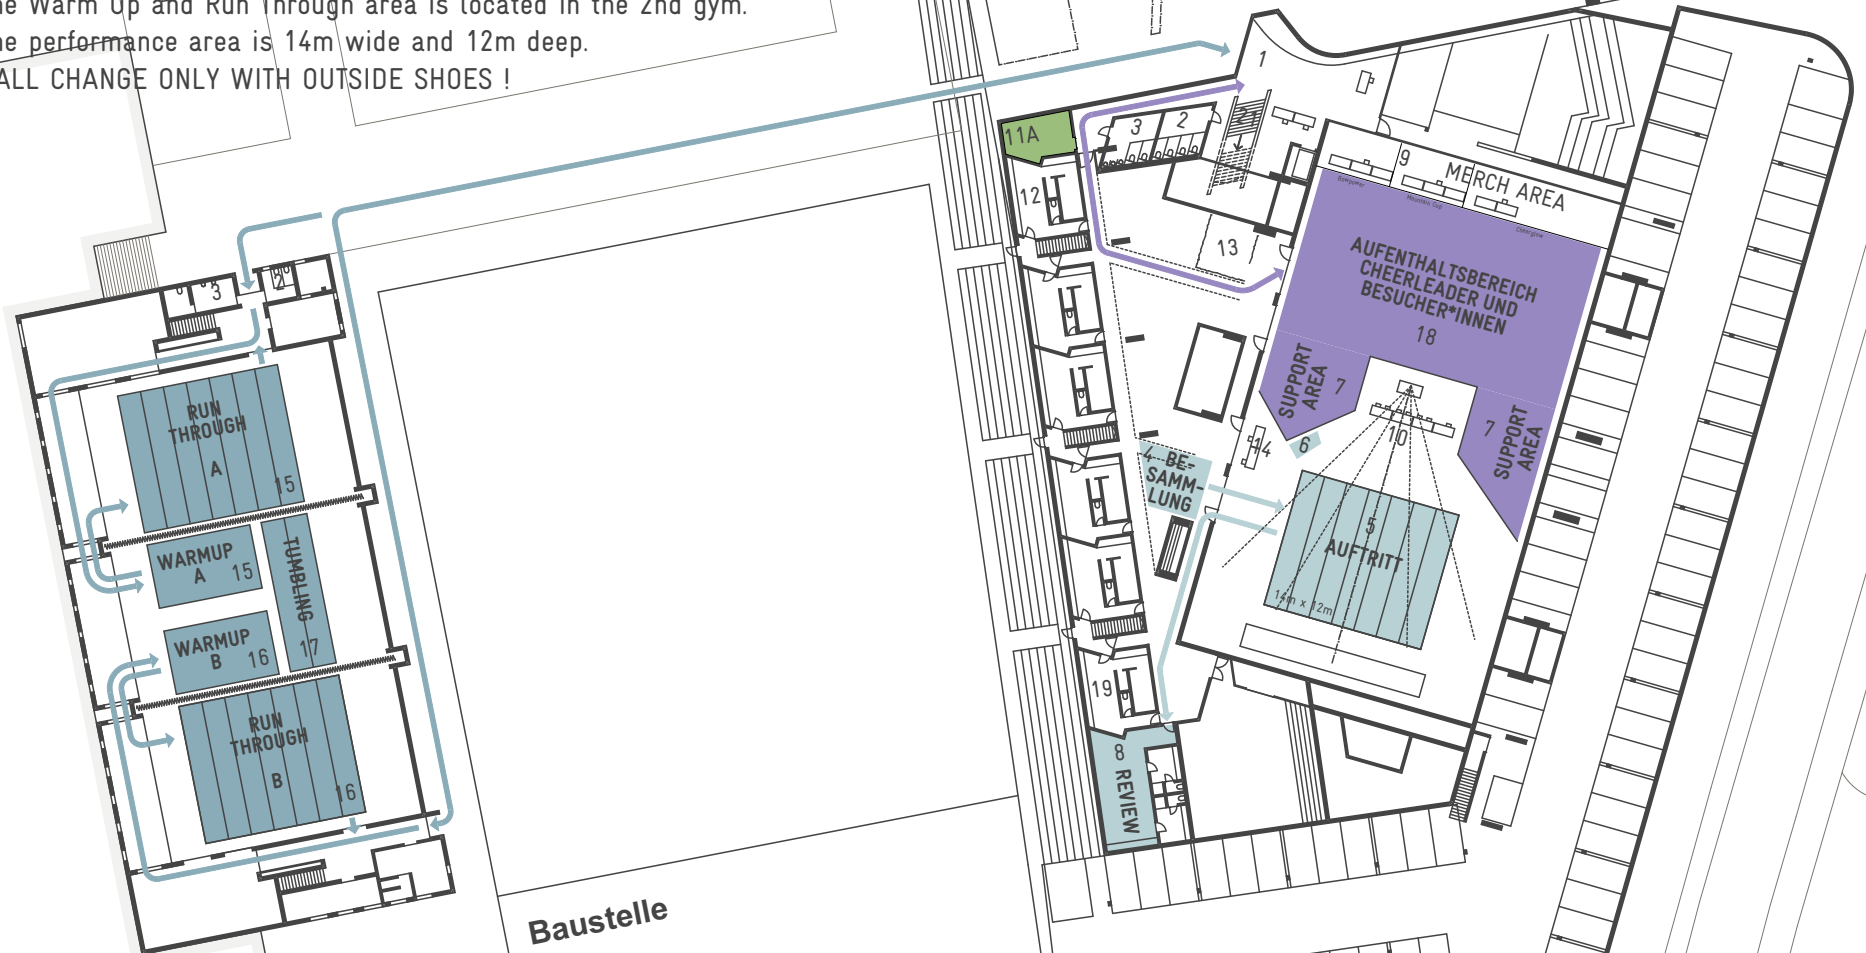 he Warm Up and Run Through area is located in the 2nd gym.
he performance area is 14m wide and 12m deep.
ALL CHANGE ONLY WITH OUTSIDE SHOES !
1
11A
3
2
21
9
MERCH AREA
Mountain Cup
12
13
AUFENTHALTSBEREICH
CHEERLEADER UND
BESUCHER*INNEN
18
3
2
SUPPORT
AREA
7
7
SUPPORT
AREA
RUN
THROUGH
A
15
10
14
6
4 BE-
SAMM-
LUNG
5
AUFTRITT
14m x 12m
WARMUP
A
15
TUMBLING
17
WARMUP
B
16
19
RUN
THROUGH
B
16
8
REVIEW
Baustelle